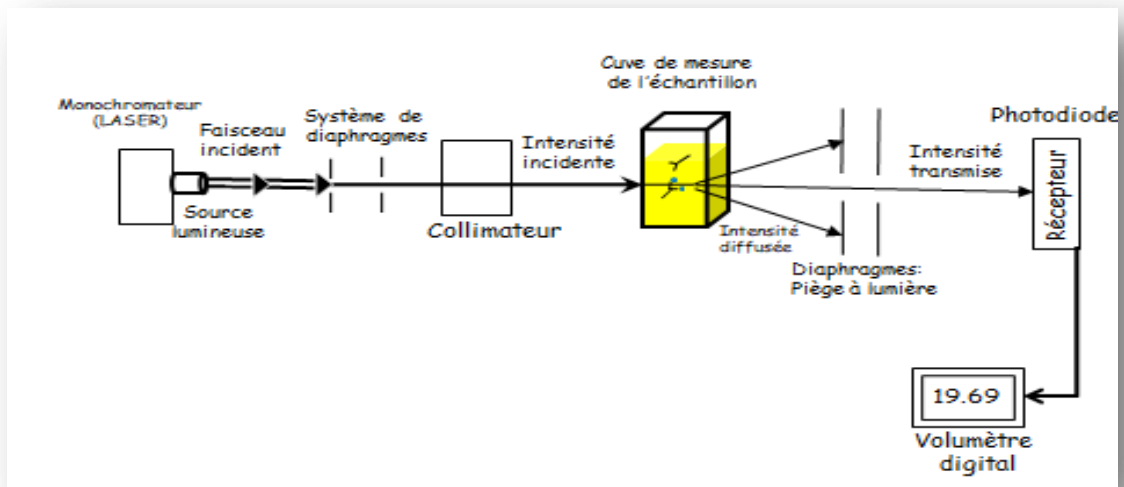 Monochromateur
(LASER)
Faisceau
incident
Système de
diaphragmes
Source
lumineuse
Collimateur
Intensité
incidente
Cuve de mesure
de l'échantillon
Intensité
diffusée
Diaphragmes:
Piège à lumière
Intensité
transmise
Photodiode
Récepteur
19.69
Volumètre
digital